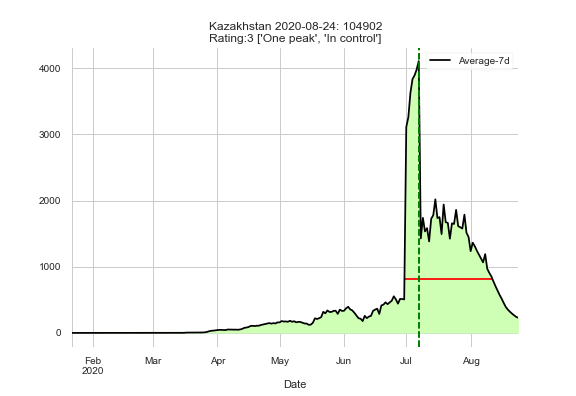 Kazakhstan 2020-08-24: 104902
Rating:3 ['One peak', 'In control']
Average-7d
4000
3000
2000
1000
0
Feb Mar Apr May Jun Jul Aug
2020
Date